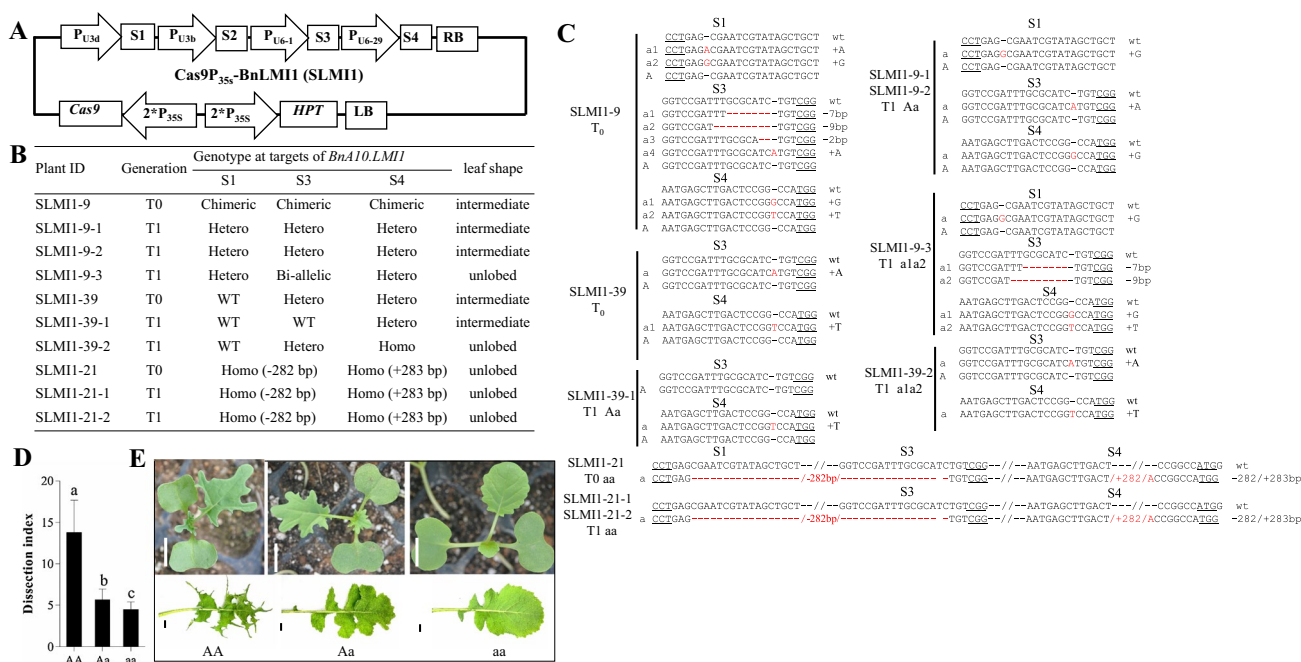 A
P_U3d S1 P_U3b S2 P_U6-1 S3 P_U6-29 S4 RB
Cas9P_35s-BnLMI1 (SLMI1)
Cas9 2*P_35S 2*P_35S HPT LB
B
Plant ID Generation Genotype at targets of BnA10.LMI1 leaf shape
S1 S3 S4
SLMI1-9 T0 Chimeric Chimeric Chimeric intermediate
SLMI1-9-1 T1 Hetero Hetero Hetero intermediate
SLMI1-9-2 T1 Hetero Hetero Hetero intermediate
SLMI1-9-3 T1 Hetero Bi-allelic Hetero unlobed
SLMI1-39 T0 WT Hetero Hetero intermediate
SLMI1-39-1 T1 WT WT Hetero intermediate
SLMI1-39-2 T1 WT Hetero Homo unlobed
SLMI1-21 T0 Homo (-282 bp) Homo (+283 bp) unlobed
SLMI1-21-1 T1 Homo (-282 bp) Homo (+283 bp) unlobed
SLMI1-21-2 T1 Homo (-282 bp) Homo (+283 bp) unlobed
C
SLMI1-9
T0
S1
CCTGAG-CGAATCGTATAGCTGCT wt
a1 CCTGAGACGAATCGTATAGCTGCT +A
a2 CCTGAGGCGAATCGTATAGCTGCT +G
A CCTGAG-CGAATCGTATAGCTGCT
S3
GGTCCGATTTGCGCATC-TGTCGG wt
a1 GGTCCGATTT--------TGTCGG -7bp
a2 GGTCCGAT----------TGTCGG -9bp
a3 GGTCCGATTTGCGCA---TGTCGG -2bp
a4 GGTCCGATTTGCGCATCATGTCGG +A
A GGTCCGATTTGCGCATC-TGTCGG
S4
AATGAGCTTGACTCCGG-CCATGG wt
a1 AATGAGCTTGACTCCGGGCCATGG +G
a2 AATGAGCTTGACTCCGGTCCATGG +T
A AATGAGCTTGACTCCGG-CCATGG
SLMI1-39
T0
S3
GGTCCGATTTGCGCATC-TGTCGG wt
a GGTCCGATTTGCGCATCATGTCGG +A
A GGTCCGATTTGCGCATC-TGTCGG
S4
AATGAGCTTGACTCCGG-CCATGG wt
a1 AATGAGCTTGACTCCGGTCCATGG +T
A AATGAGCTTGACTCCGG-CCATGG
SLMI1-39-1
T1 Aa
S3
GGTCCGATTTGCGCATC-TGTCGG wt
A GGTCCGATTTGCGCATC-TGTCGG
S4
AATGAGCTTGACTCCGG-CCATGG wt
a AATGAGCTTGACTCCGGTCCATGG +T
A AATGAGCTTGACTCCGG-CCATGG
SLMI1-9-1
SLMI1-9-2
T1 Aa
S1
CCTGAG-CGAATCGTATAGCTGCT wt
a CCTGAGGCGAATCGTATAGCTGCT +G
A CCTGAG-CGAATCGTATAGCTGCT
S3
GGTCCGATTTGCGCATC-TGTCGG wt
a GGTCCGATTTGCGCATCATGTCGG +A
A GGTCCGATTTGCGCATC-TGTCGG
S4
AATGAGCTTGACTCCGG-CCATGG wt
a AATGAGCTTGACTCCGGGCCATGG +G
A AATGAGCTTGACTCCGG-CCATGG
SLMI1-9-3
T1 a1a2
S1
CCTGAG-CGAATCGTATAGCTGCT wt
a CCTGAGGCGAATCGTATAGCTGCT +G
A CCTGAG-CGAATCGTATAGCTGCT
S3
GGTCCGATTTGCGCATC-TGTCGG wt
a1 GGTCCGATTT--------TGTCGG -7bp
a2 GGTCCGAT----------TGTCGG -9bp
S4
AATGAGCTTGACTCCGG-CCATGG wt
a1 AATGAGCTTGACTCCGGGCCATGG +G
a2 AATGAGCTTGACTCCGGTCCATGG +T
SLMI1-39-2
T1 a1a2
S3
GGTCCGATTTGCGCATC-TGTCGG wt
a GGTCCGATTTGCGCATCATGTCGG +A
A GGTCCGATTTGCGCATC-TGTCGG
S4
AATGAGCTTGACTCCGG-CCATGG wt
a AATGAGCTTGACTCCGGTCCATGG +T
SLMI1-21
T0 aa
S1 S3 S4
CCTGAGCGAATCGTATAGCTGCT--//--GGTCCGATTTGCGCATCTGTCGG--//--AATGAGCTTGACT---//--CCGGCCATGG wt
a CCTGAG----------------/-282bp/-------------- -TGTCGG--//--AATGAGCTTGACT/+282/ACCGGCCATGG -282/+283bp
SLMI1-21-1
SLMI1-21-2
T1 aa
S3 S4
CCTGAGCGAATCGTATAGCTGCT--//--GGTCCGATTTGCGCATCTGTCGG--//--AATGAGCTTGACT---//--CCGGCCATGG wt
a CCTGAG----------------/-282bp/-------------- -TGTCGG--//--AATGAGCTTGACT/+282/ACCGGCCATGG -282/+283bp
D
Dissection index
20
15
10
5
0
a b c
AA Aa aa
E
AA Aa aa